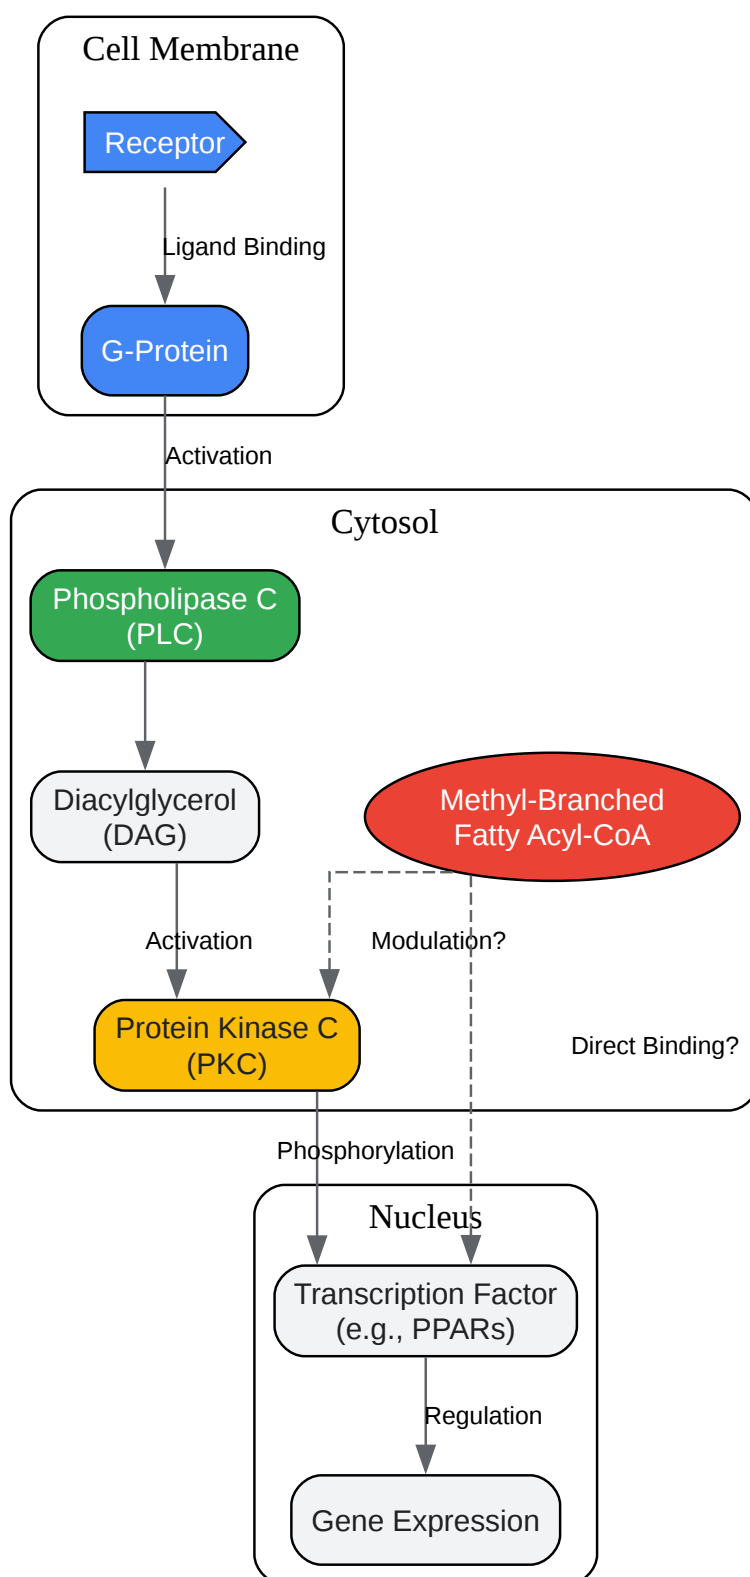 Cell Membrane
Receptor
Ligand Binding
G-Protein
Activation
Cytosol
Phospholipase C
(PLC)
Diacylglycerol
(DAG)
Methyl-Branched
Fatty Acyl-CoA
Activation
Modulation?
Protein Kinase C
(PKC)
Direct Binding?
Phosphorylation
Nucleus
Transcription Factor
(e.g., PPARs)
Regulation
Gene Expression